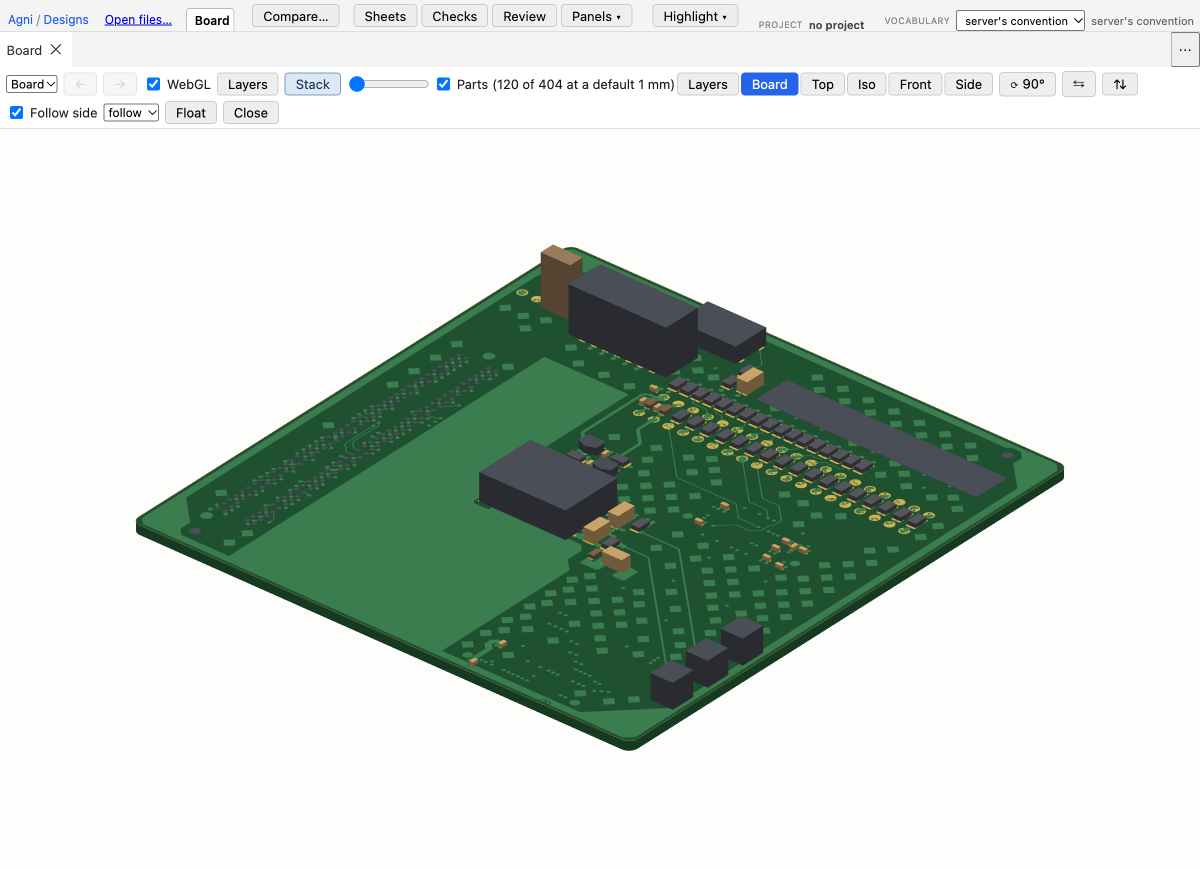 Agni / Designs Open files... Board Compare... Sheets Checks Review Panels ▾ Highlight ▾ PROJECT no project VOCABULARY server's convention server's convention
Board ✕ ...
Board ← → WebGL Layers Stack Parts (120 of 404 at a default 1 mm) Layers Board Top Iso Front Side ⟳ 90° ⇆ ⇅
Follow side follow Float Close